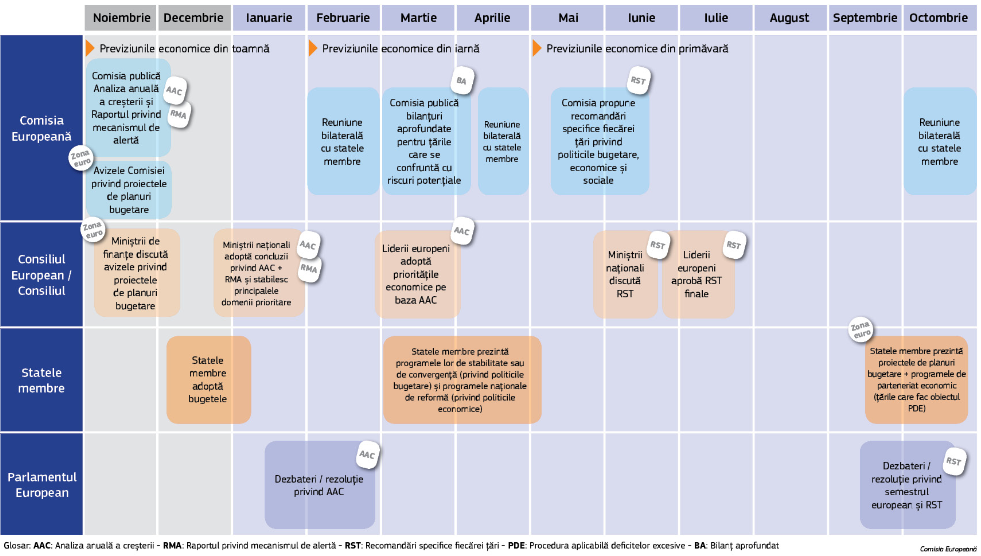 Noiembrie Decembrie Ianuarie Februarie Martie Aprilie Mai Iunie Iulie August Septembrie Octombrie
Previziunile economice din toamnă Previziunile economice din iarnă Previziunile economice din primăvară
Comisia
Europeană
Comisia publică
Analiza anuală
a creșterii și
Raportul privind
mecanismul de
alertă
AAC
RMA
Zona
euro
Avizele Comisiei
privind proiectele
de planuri
bugetare
Reuniune
bilaterală
cu statele
membre
BA
Comisia publică
bilanțuri
aprofundate
pentru țările
care se
confruntă cu
riscuri potențiale
Reuniune
bilaterală
cu statele
membre
RST
Comisia propune
recomandări
specifice fiecărei
țări privind
politicile bugetare,
economice și
sociale
Reuniune
bilaterală
cu statele
membre
Consiliul
European /
Consiliul
Zona
euro
Miniștrii de
finanțe discută
avizele privind
proiectele
de planuri
bugetare
Miniștrii naționali
adoptă concluzii
privind AAC +
RMA și stabilesc
principalele
domenii prioritare
AAC
RMA
AAC
Liderii europeni
adoptă
prioritățile
economice pe
baza AAC
RST
Miniștrii
naționali
discută
RST
RST
Liderii
europeni
aprobă RST
finale
Statele
membre
Statele
membre
adoptă
bugetele
Statele membre prezintă
programele lor de stabilitate sau
de convergență (privind politicile
bugetare) și programele naționale
de reformă (privind politicile
economice)
Zona
euro
Statele membre prezintă
proiectele de planuri
bugetare + programele de
parteneriat economic
(țările care fac obiectul
PDE)
Parlamentul
European
AAC
Dezbateri / rezoluție
privind AAC
RST
Dezbateri /
rezoluție privind
semestrul
european și RST
Glosar: AAC: Analiza anuală a creșterii – RMA: Raportul privind mecanismul de alertă – RST: Recomandări specifice fiecărei țări – PDE: Procedura aplicabilă deficitelor excesive – BA: Bilanț aprofundat
Comisia Europeană